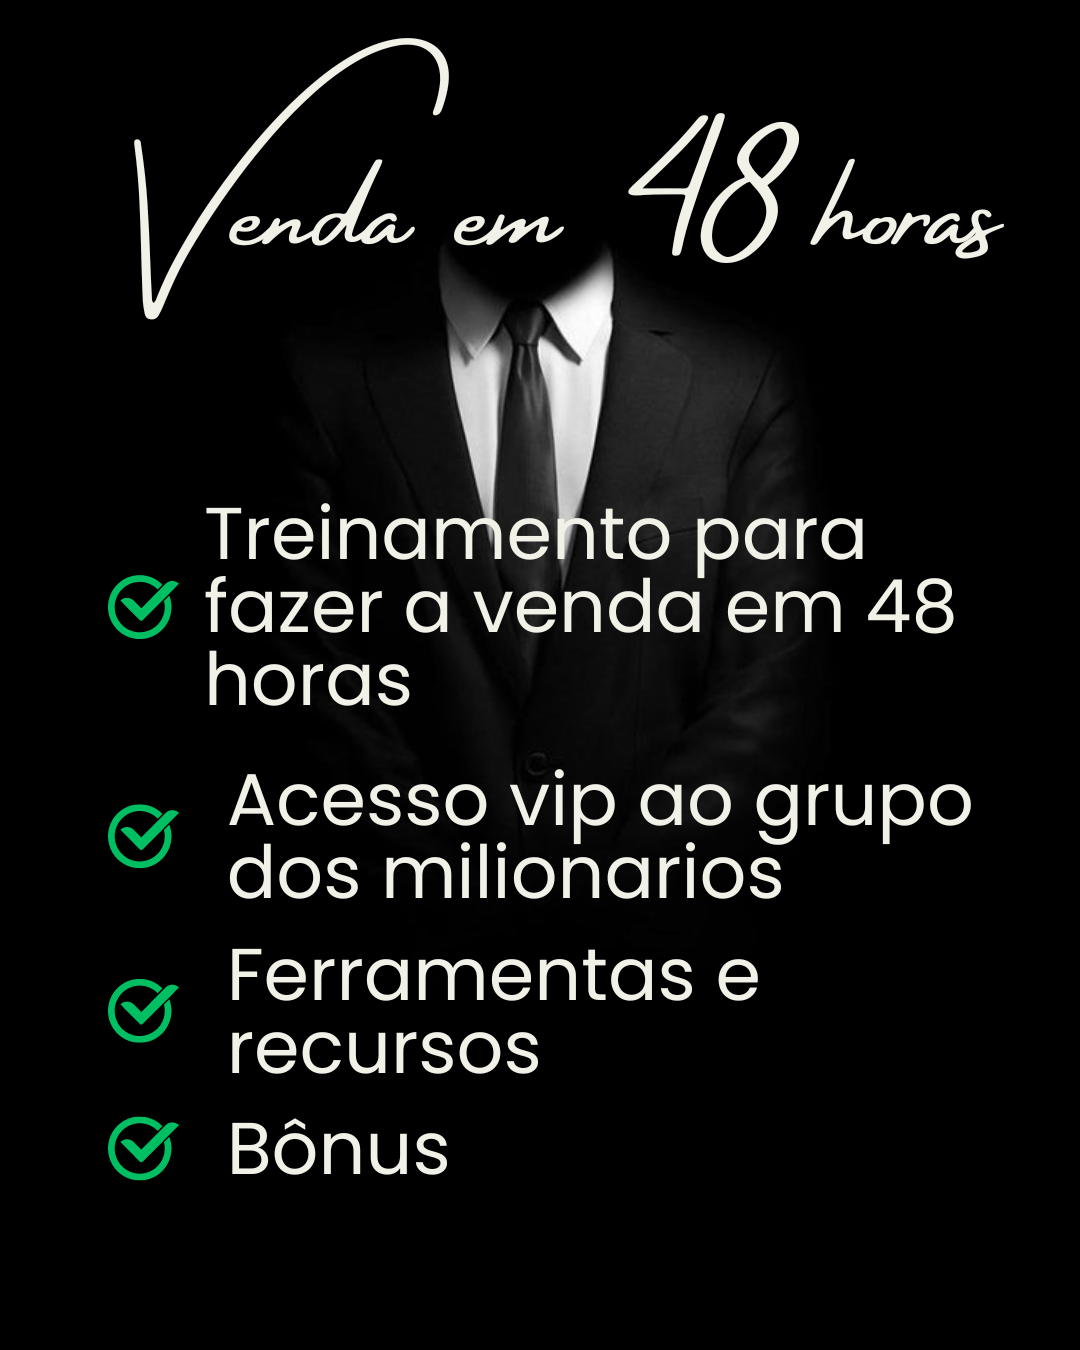 Venda em 48 horas
Treinamento para
fazer a venda em 48
horas
Acesso vip ao grupo
dos milionarios
Ferramentas e
recursos
Bônus